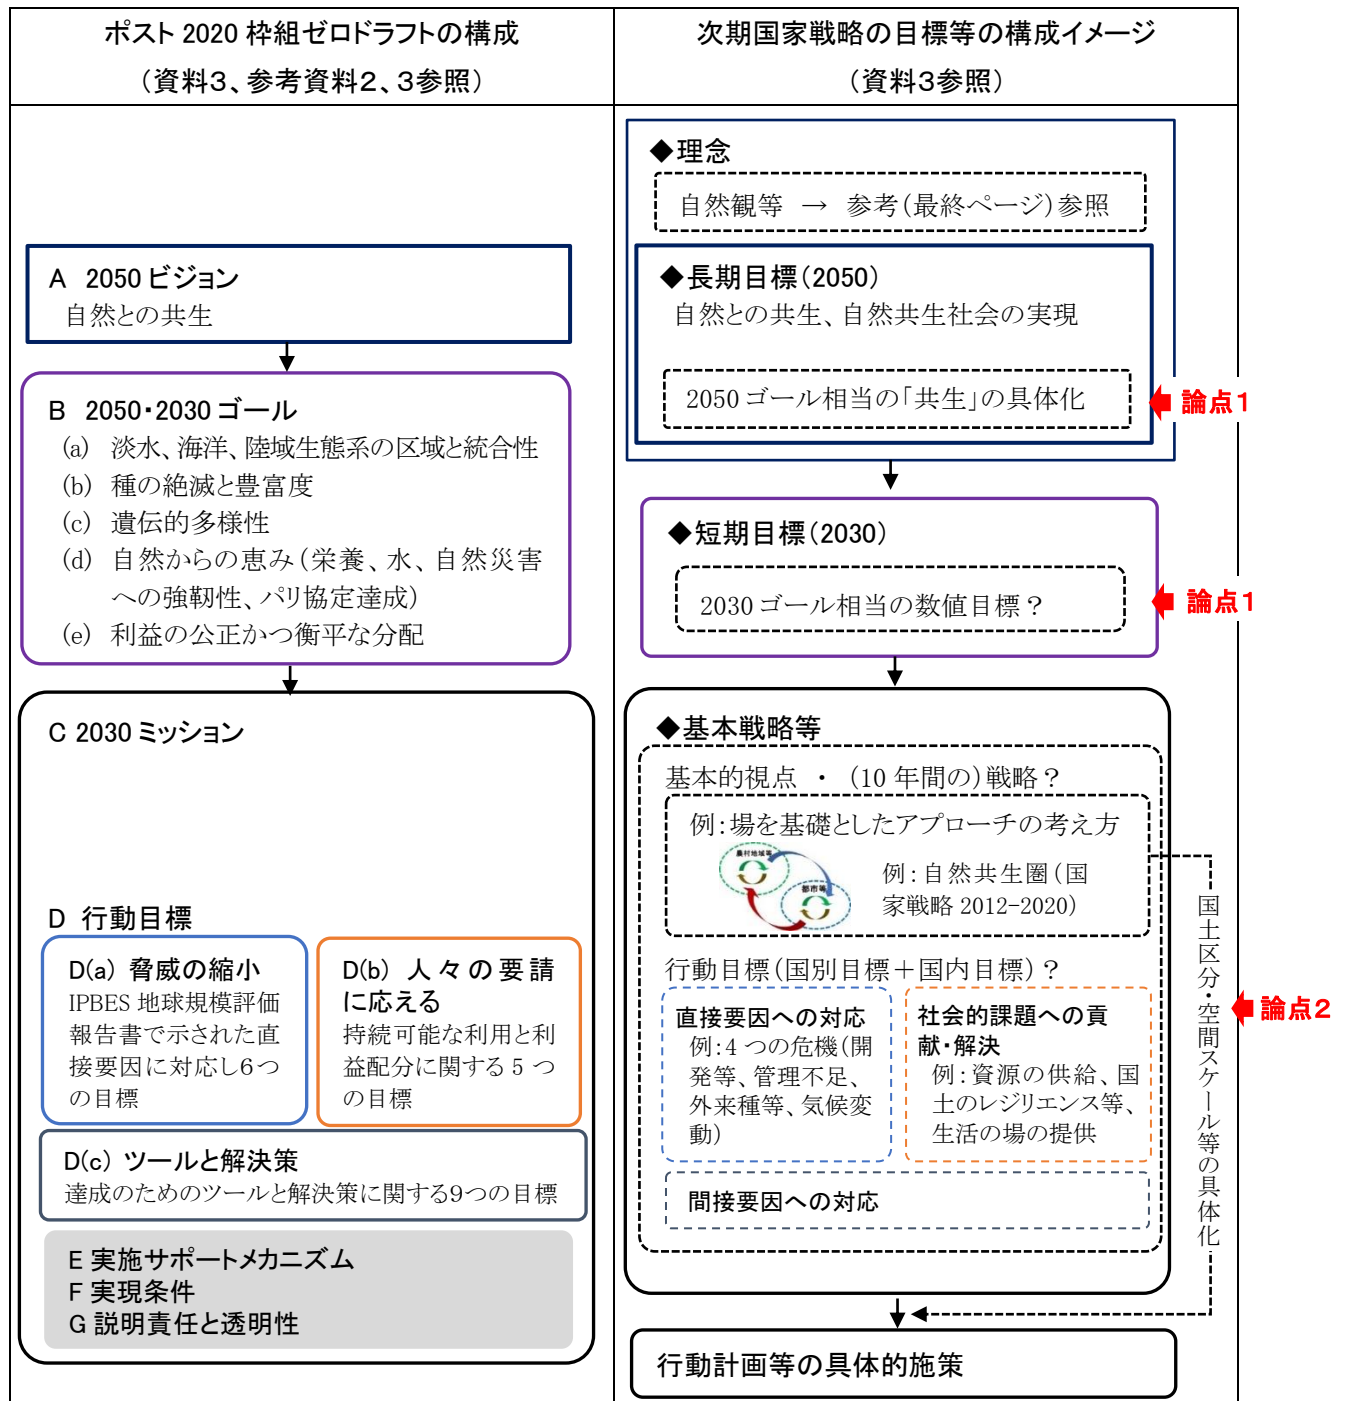 ポスト 2020 枠組ゼロドラフトの構成
（資料３、参考資料２、３参照）
次期国家戦略の目標等の構成イメージ
（資料３参照）
A 2050 ビジョン
自然との共生
B 2050・2030 ゴール
(a) 淡水、海洋、陸域生態系の区域と統合性
(b) 種の絶滅と豊富度
(c) 遺伝的多様性
(d) 自然からの恵み（栄養、水、自然災害
への強靭性、パリ協定達成）
(e) 利益の公正かつ衡平な分配
C 2030 ミッション
D 行動目標
D(a) 脅威の縮小
IPBES 地球規模評価
報告書で示された直
接要因に対応し６つ
の目標
D(b) 人々の要請
に応える
持続可能な利用と利
益配分に関する 5 つ
の目標
D(c) ツールと解決策
達成のためのツールと解決策に関する９つの目標
E 実施サポートメカニズム
F 実現条件
G 説明責任と透明性
◆理念
自然観等 → 参考（最終ページ）参照
◆長期目標（2050）
自然との共生、自然共生社会の実現
2050 ゴール相当の「共生」の具体化
論点１
◆短期目標（2030）
2030 ゴール相当の数値目標？
論点１
◆基本戦略等
基本的視点 ・ （10 年間の）戦略？
例：場を基礎としたアプローチの考え方
農村地域等
都市等
例：自然共生圏（国
家戦略 2012-2020）
行動目標（国別目標＋国内目標）？
直接要因への対応
例：4 つの危機（開
発等、管理不足、
外来種等、気候変
動）
社会的課題への貢
献・解決
例：資源の供給、国
土のレジリエンス等、
生活の場の提供
間接要因への対応
国土区分・空間スケール等の具体化
論点２
行動計画等の具体的施策